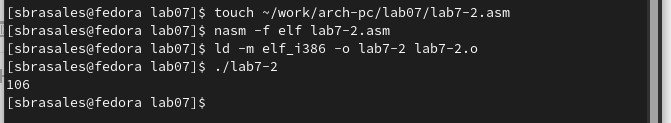 [sbrasales@fedora lab07]$ touch ~/work/arch-pc/lab07/lab7-2.asm
[sbrasales@fedora lab07]$ nasm -f elf lab7-2.asm
[sbrasales@fedora lab07]$ ld -m elf_i386 -o lab7-2 lab7-2.o
[sbrasales@fedora lab07]$ ./lab7-2
106
[sbrasales@fedora lab07]$